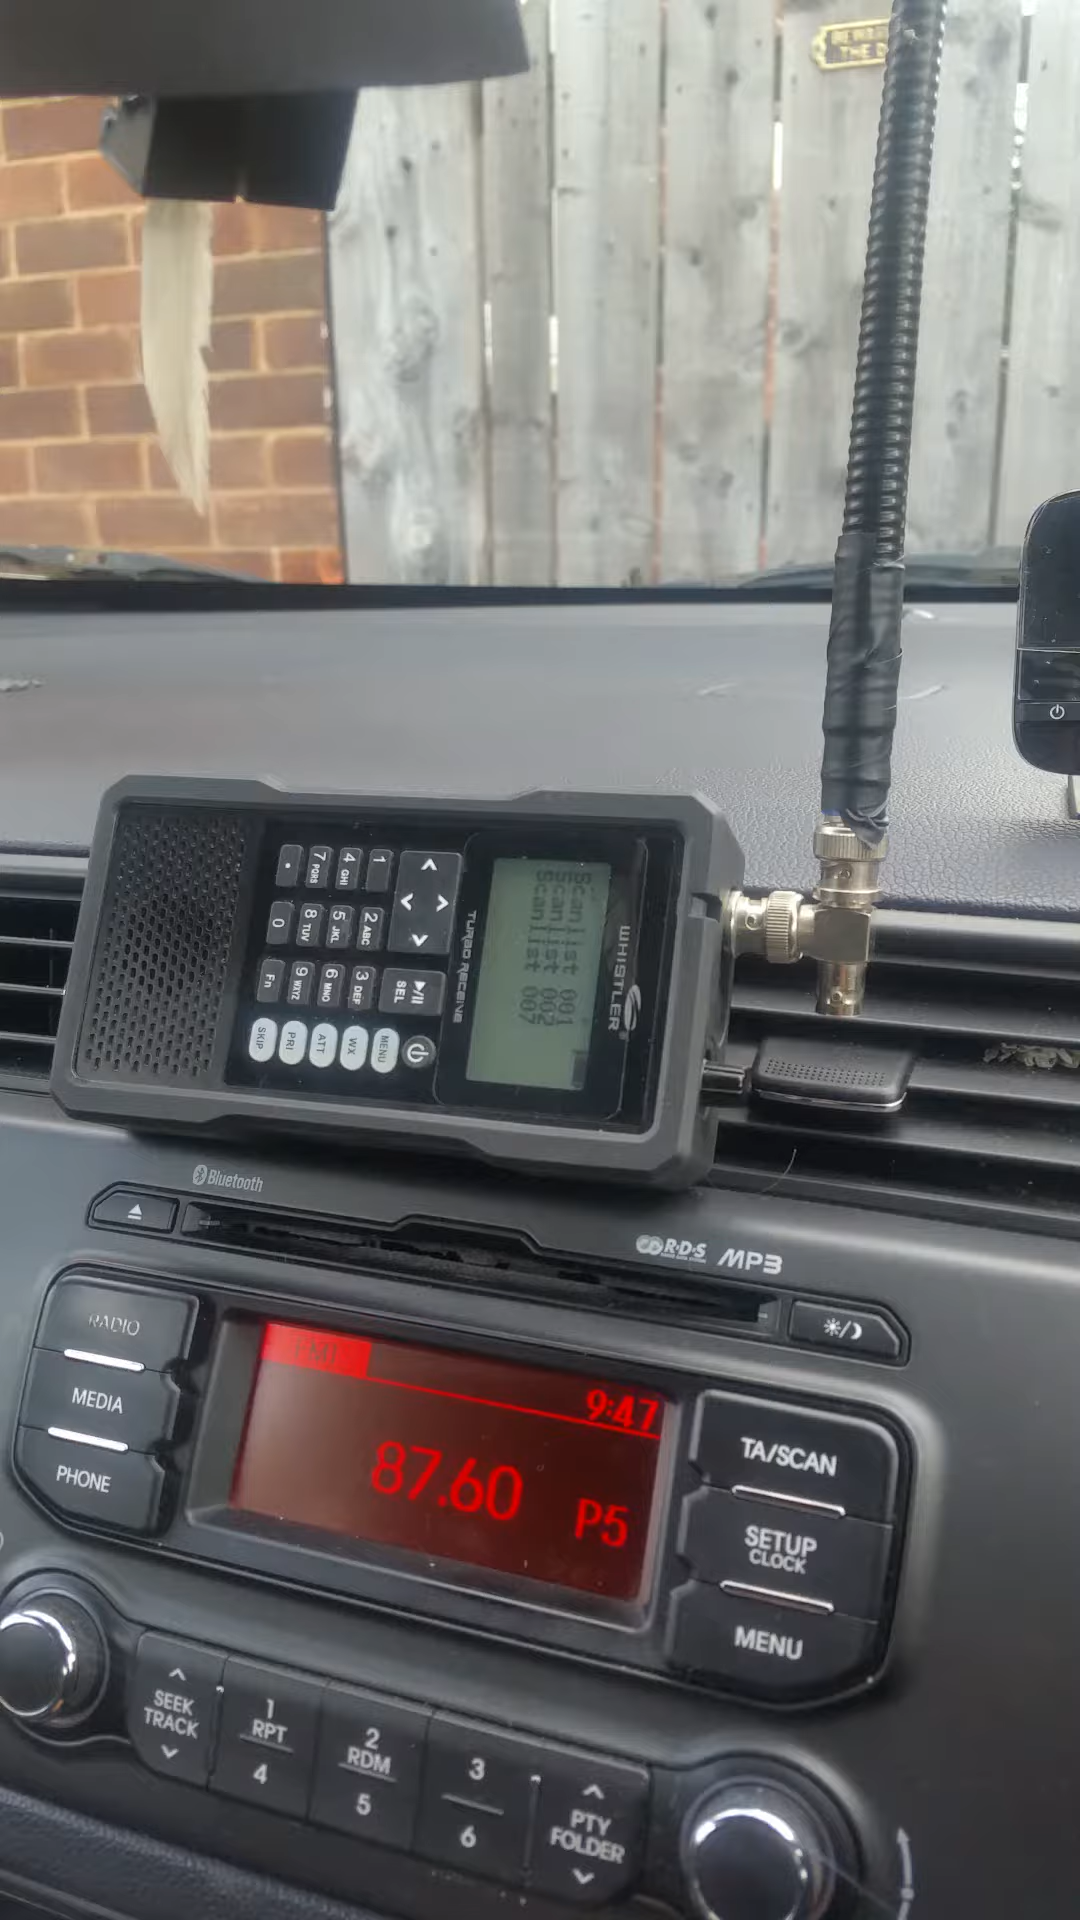 THE
WHISTLER
Scanlist 001
Scanlist 002
Scanlist 007
TURBO RECEIVE
1
2 ABC
3 DEF
4 GHI
5 JKL
6 MNO
7 PQRS
8 TUV
9 WXYZ
0
Fn
SEL
MENU
WX
ATT
PRI
SKIP
Bluetooth
R·D·S
MP3
RADIO
MEDIA
PHONE
FM1
9:47
87.60
P5
TA/SCAN
SETUP
CLOCK
MENU
SEEK
TRACK
1
RPT
4
2
RDM
5
3
6
PTY
FOLDER